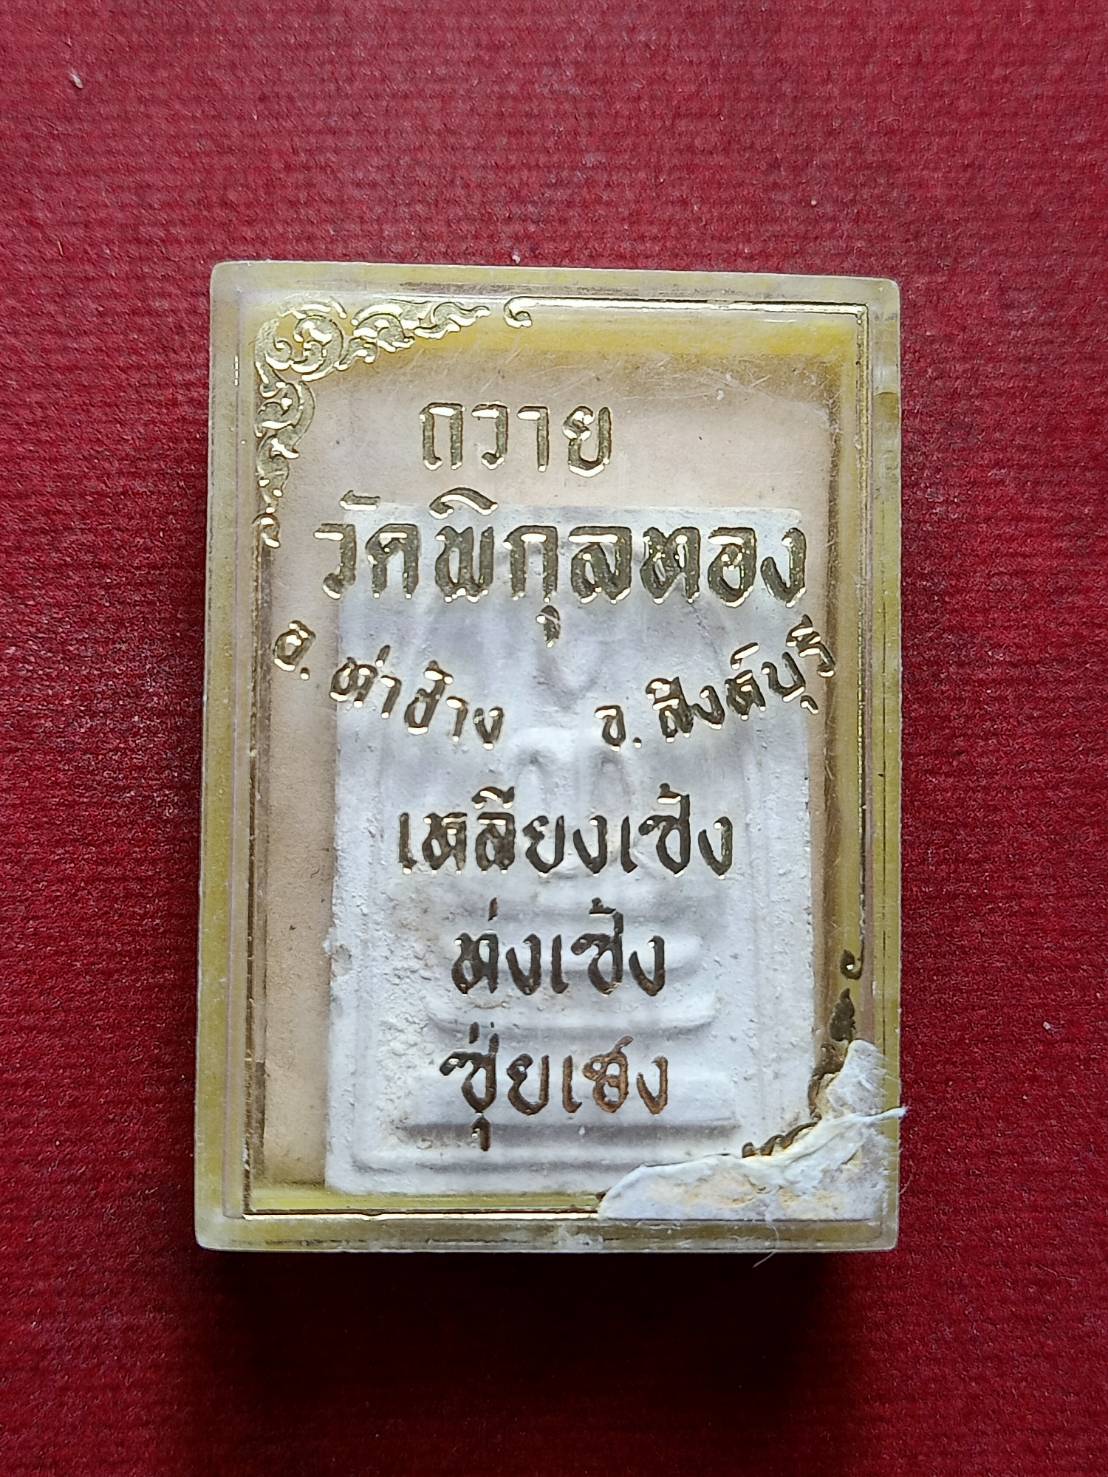 ถวาย
วัดพิกุลทอง
อ.ท่าช้าง จ.สิงห์บุรี
เหลียงเซ้ง
ท่งเซ้ง
ซุ่ยเฮง